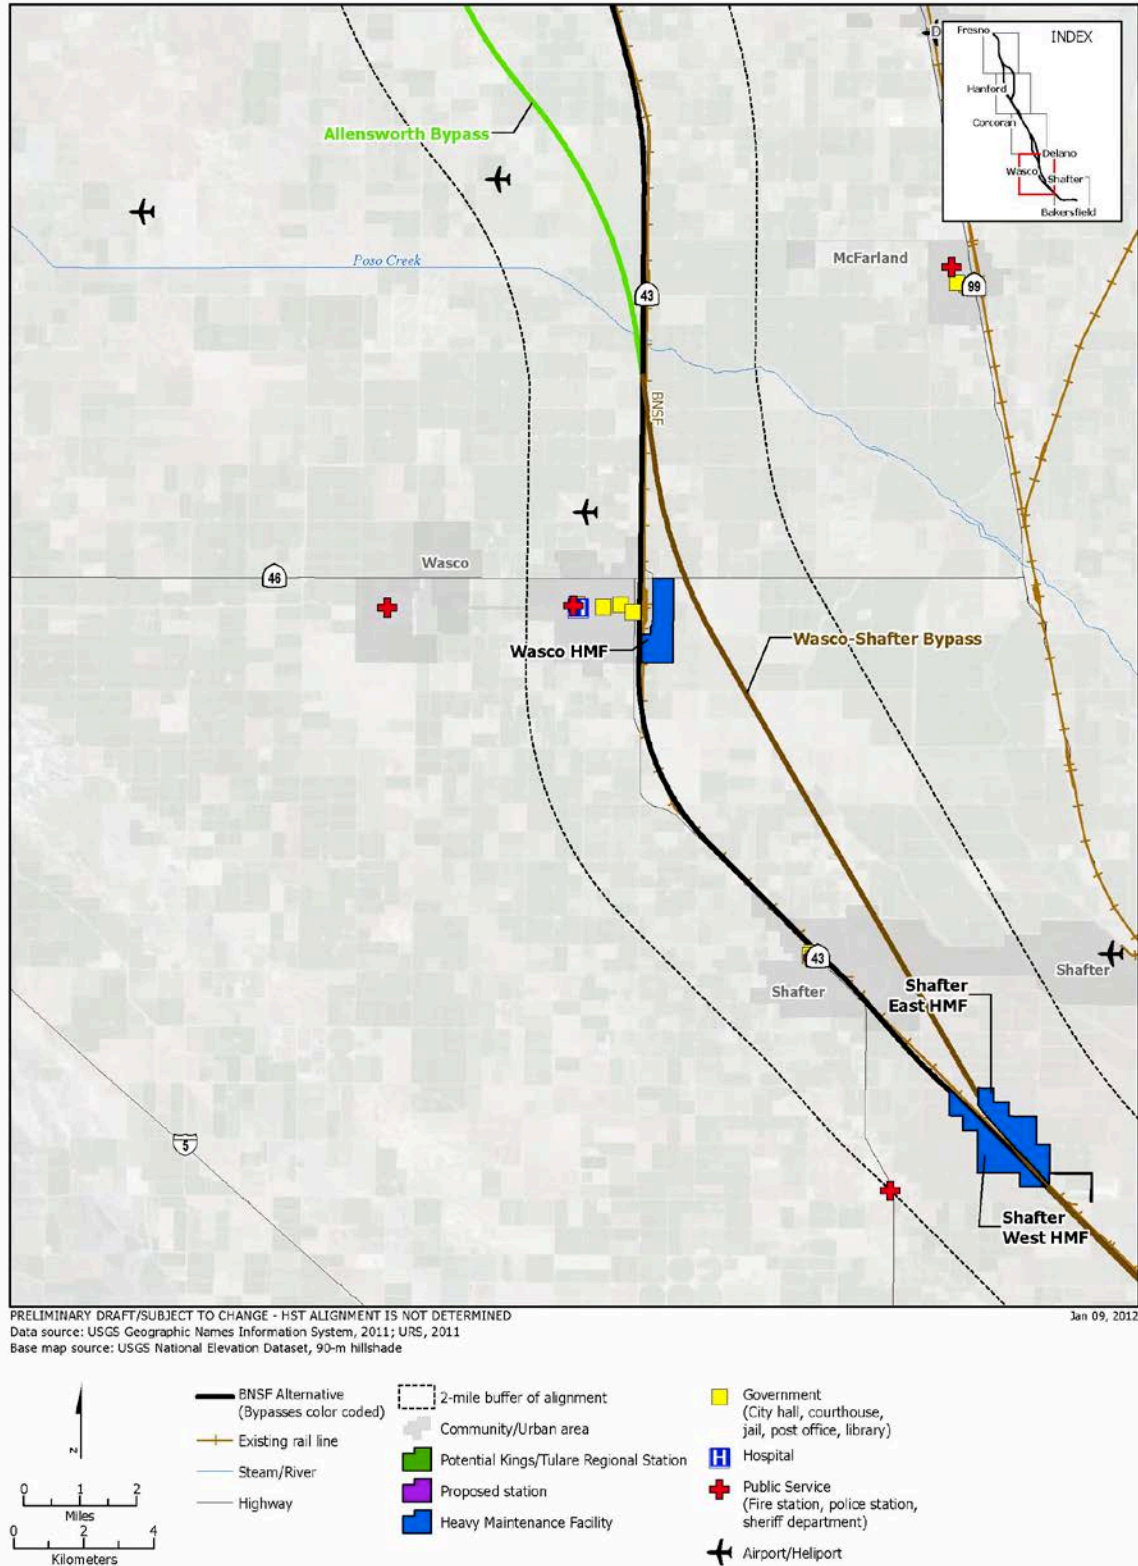 D
INDEX
Fresno
Hanford
Corcoran
Delano
Wasco
Shafter
Bakersfield
Allensworth Bypass
Poso Creek
McFarland
43
99
BNSF
Wasco
46
Wasco HMF
Wasco-Shafter Bypass
43
Shafter
Shafter
Shafter
East HMF
5
Shafter
West HMF
PRELIMINARY DRAFT/SUBJECT TO CHANGE - HST ALIGNMENT IS NOT DETERMINED
Jan 09, 2012
Data source: USGS Geographic Names Information System, 2011; URS, 2011
Base map source: USGS National Elevation Dataset, 90-m hillshade
N
0 1 2
Miles
0 2 4
Kilometers
BNSF Alternative
(Bypasses color coded)
Existing rail line
Steam/River
Highway
2-mile buffer of alignment
Community/Urban area
Potential Kings/Tulare Regional Station
Proposed station
Heavy Maintenance Facility
Government
(City hall, courthouse,
jail, post office, library)
H Hospital
Public Service
(Fire station, police station,
sheriff department)
Airport/Heliport